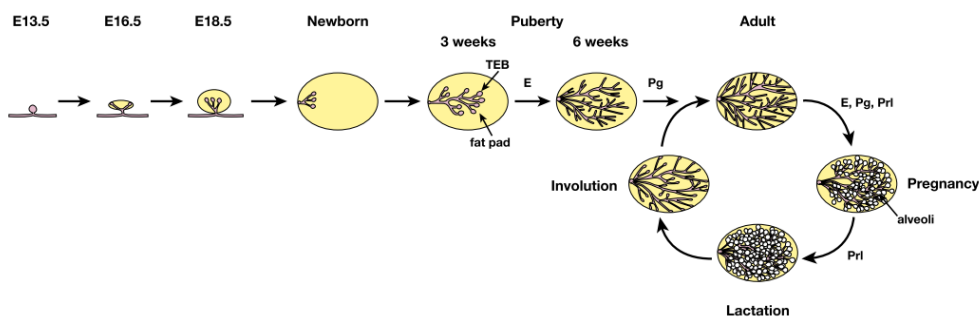 E13.5
E16.5
E18.5
Newborn
Puberty
Adult
3 weeks
6 weeks
TEB
E
Pg
fat pad
E, Pg, Prl
Involution
Pregnancy
alveoli
Prl
Lactation